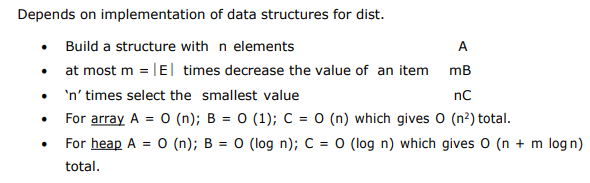 Depends on implementation of data structures for dist.
• Build a structure with n elements A
• at most m = |E| times decrease the value of an item mB
• ‘n’ times select the smallest value nC
• For array A = O (n); B = O (1); C = O (n) which gives O (n²) total.
• For heap A = O (n); B = O (log n); C = O (log n) which gives O (n + m log n)
total.